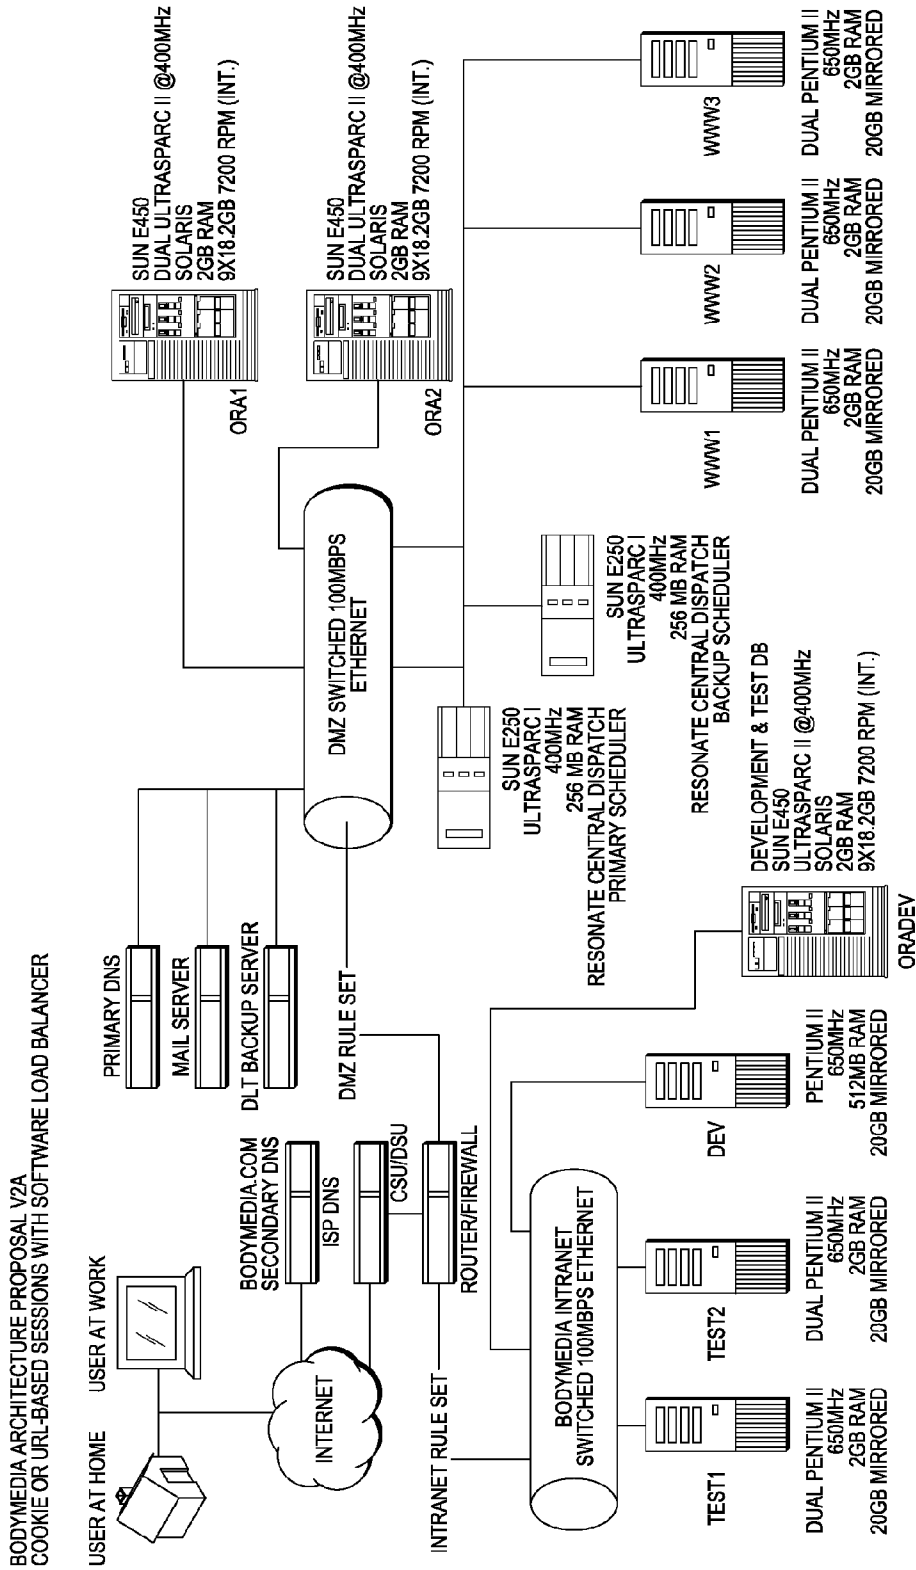 BODYMEDIA ARCHITECTURE PROPOSAL V2A
COOKIE OR URL-BASED SESSIONS WITH SOFTWARE LOAD BALANCER
USER AT HOME
USER AT WORK
INTERNET
BODYMEDIA.COM
SECONDARY DNS
ISP DNS
CSU/DSU
ROUTER/FIREWALL
INTRANET RULE SET
DMZ RULE SET
PRIMARY DNS
MAIL SERVER
DLT BACKUP SERVER
DMZ SWITCHED 100MBPS
ETHERNET
SUN E450
DUAL ULTRASPARC II @400MHz
SOLARIS
2GB RAM
9X18.2GB 7200 RPM (INT.)
ORA1
SUN E450
DUAL ULTRASPARC II @400MHz
SOLARIS
2GB RAM
9X18.2GB 7200 RPM (INT.)
ORA2
SUN E250
ULTRASPARC I
400MHz
256 MB RAM
RESONATE CENTRAL DISPATCH
PRIMARY SCHEDULER
SUN E250
ULTRASPARC I
400MHz
256 MB RAM
RESONATE CENTRAL DISPATCH
BACKUP SCHEDULER
WWW1
DUAL PENTIUM II
650MHz
2GB RAM
20GB MIRRORED
WWW2
DUAL PENTIUM II
650MHz
2GB RAM
20GB MIRRORED
WWW3
DUAL PENTIUM II
650MHz
2GB RAM
20GB MIRRORED
BODYMEDIA INTRANET
SWITCHED 100MBPS ETHERNET
TEST1
DUAL PENTIUM II
650MHz
2GB RAM
20GB MIRRORED
TEST2
DUAL PENTIUM II
650MHz
2GB RAM
20GB MIRRORED
DEV
PENTIUM II
650MHz
512MB RAM
20GB MIRRORED
DEVELOPMENT & TEST DB
SUN E450
ULTRASPARC II @400MHz
SOLARIS
2GB RAM
9X18.2GB 7200 RPM (INT.)
ORADEV